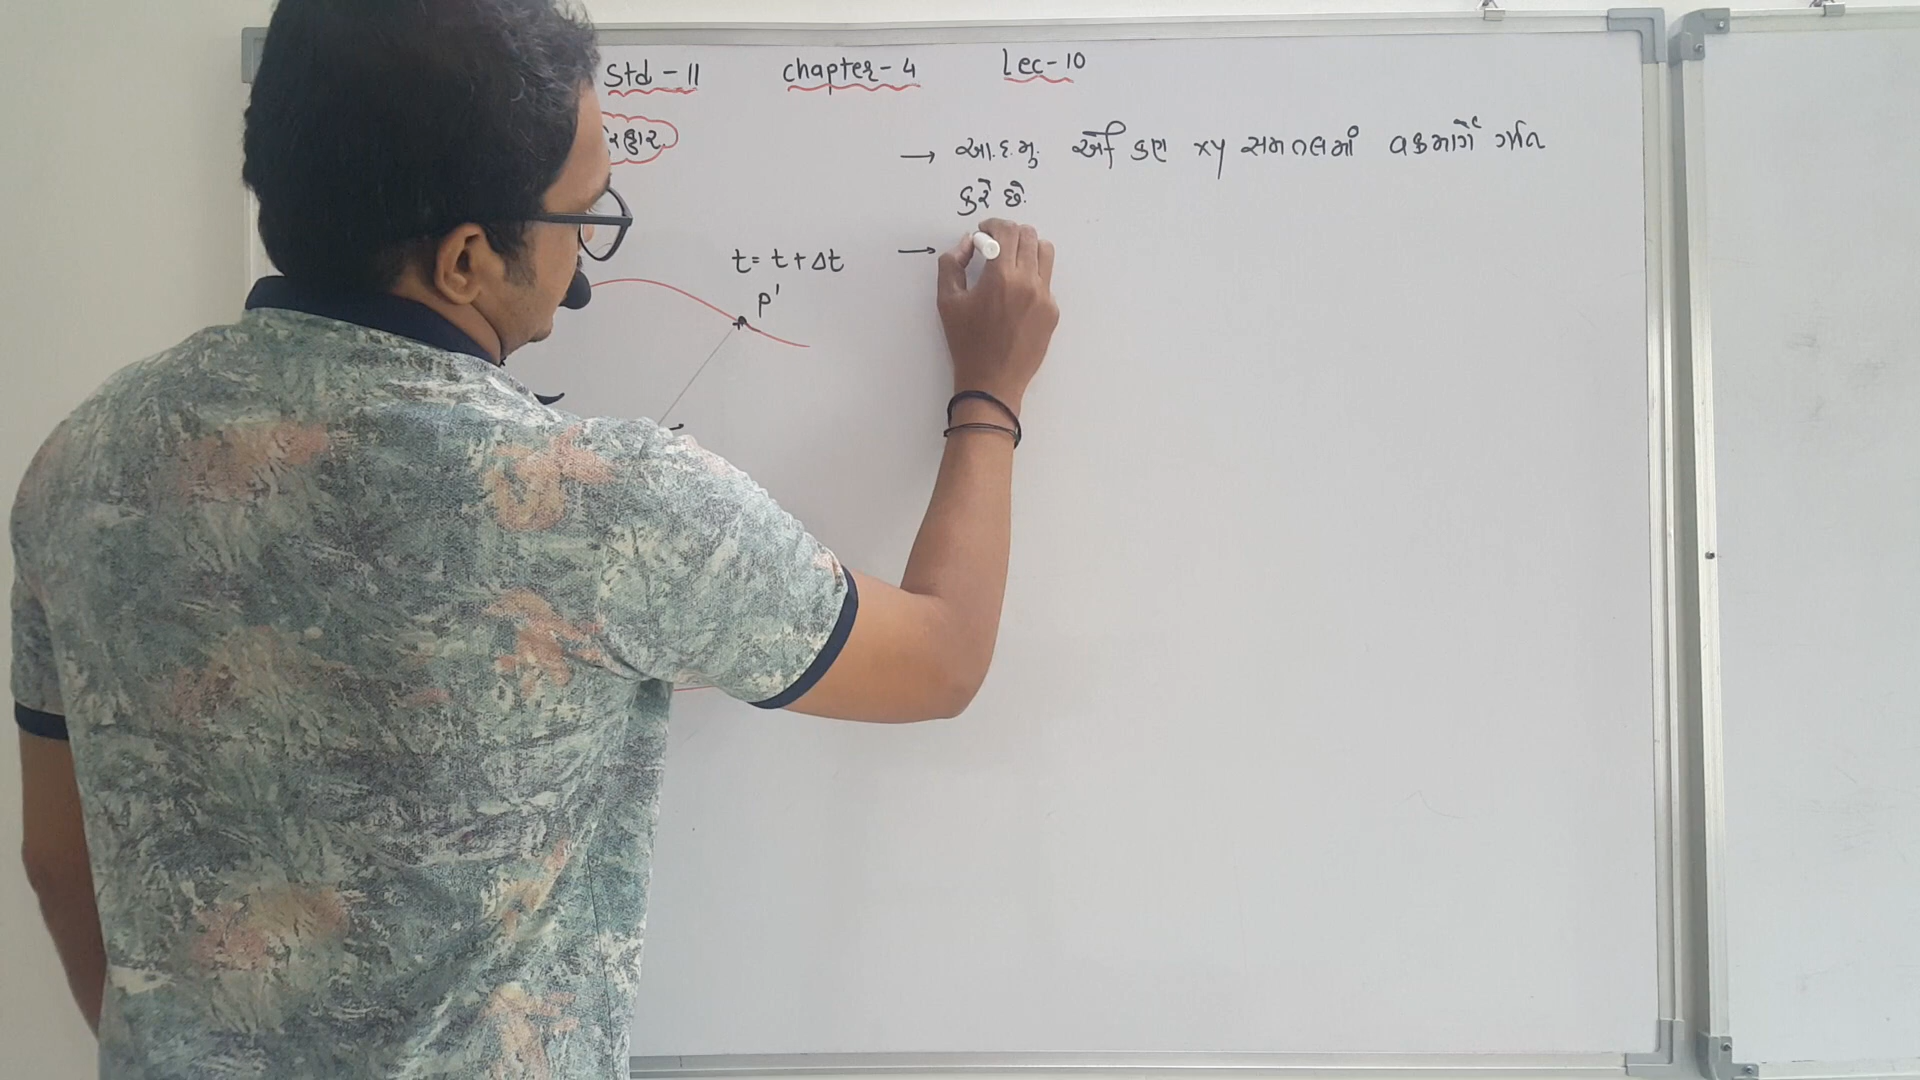 Std - 11 Chapter - 4 Lec - 10
→ આ.દ.મુ. એક કણ xy સમતલમાં વક્રમાર્ગે ગતિ
કરે છે.
t = t + Δt
→
P'